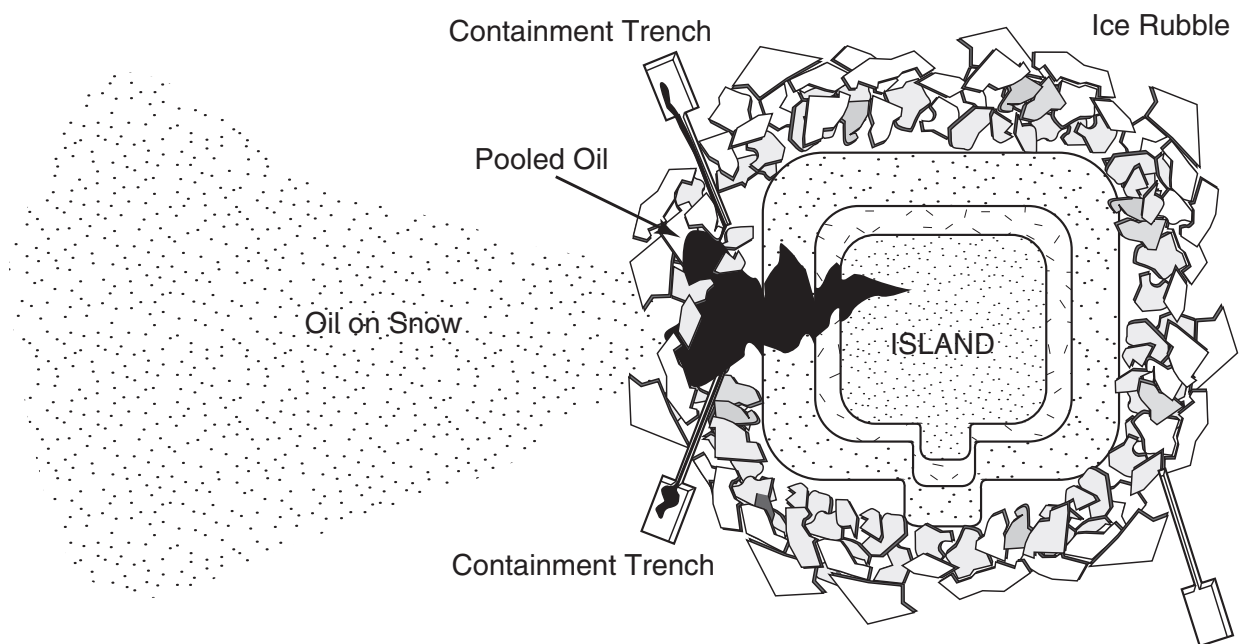 Containment Trench
Ice Rubble
Pooled Oil
Oil on Snow
ISLAND
Containment Trench